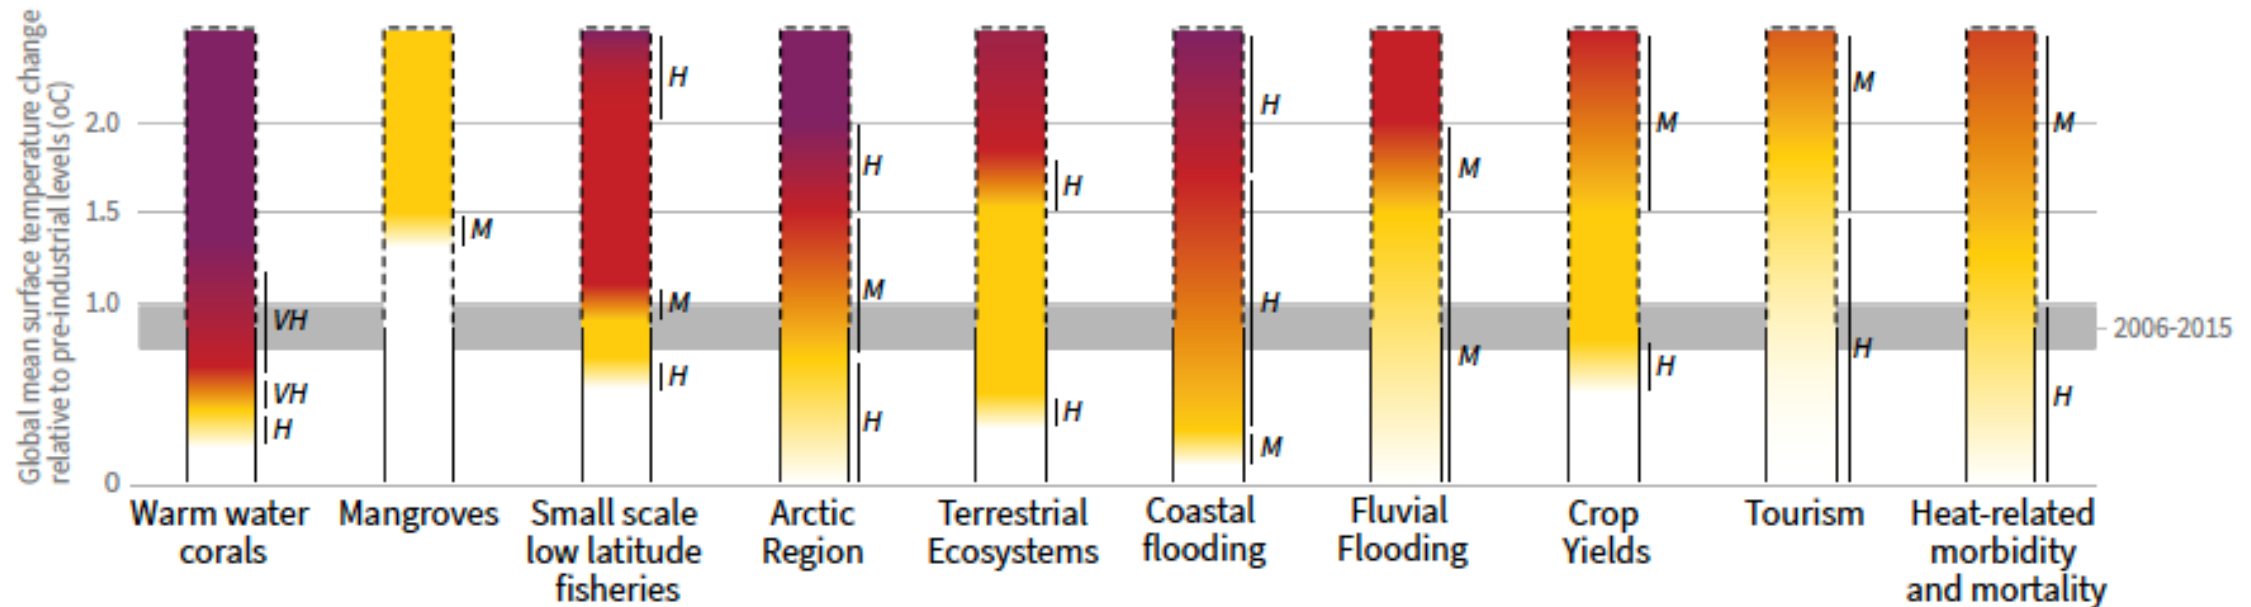 Global mean surface temperature change
relative to pre-industrial levels (oC)
2.0
1.5
1.0
0
VH
VH
H
M
H
M
H
H
M
H
H
H
H
H
M
M
M
M
H
M
H
M
H
2006-2015
Warm water
corals
Mangroves
Small scale
low latitude
fisheries
Arctic
Region
Terrestrial
Ecosystems
Coastal
flooding
Fluvial
Flooding
Crop
Yields
Tourism
Heat-related
morbidity
and mortality